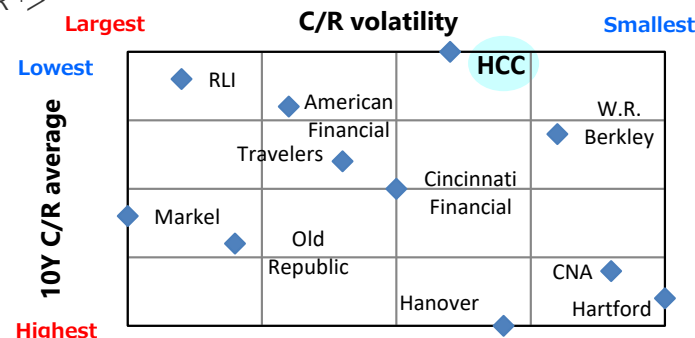 C/R volatility
Largest
Smallest
Lowest
HCC
RLI
American
Financial
W.R.
Berkley
Travelers
10Y C/R average
Cincinnati
Financial
Markel
Old
Republic
CNA
Hanover
Hartford
Highest